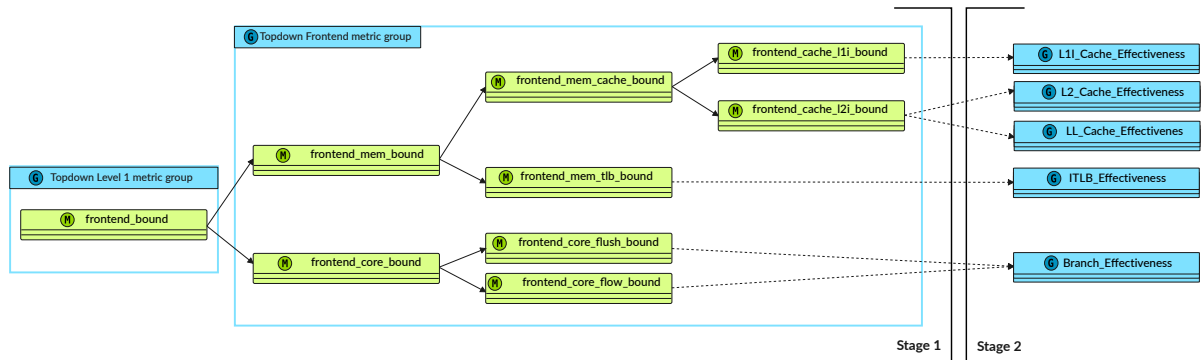 G Topdown Level 1 metric group
M frontend_bound
G Topdown Frontend metric group
M frontend_mem_bound
M frontend_core_bound
M frontend_mem_cache_bound
M frontend_mem_tlb_bound
M frontend_core_flush_bound
M frontend_core_flow_bound
M frontend_cache_l1i_bound
M frontend_cache_l2i_bound
Stage 1
Stage 2
G L1I_Cache_Effectiveness
G L2_Cache_Effectiveness
G LL_Cache_Effectivenes
G ITLB_Effectiveness
G Branch_Effectiveness